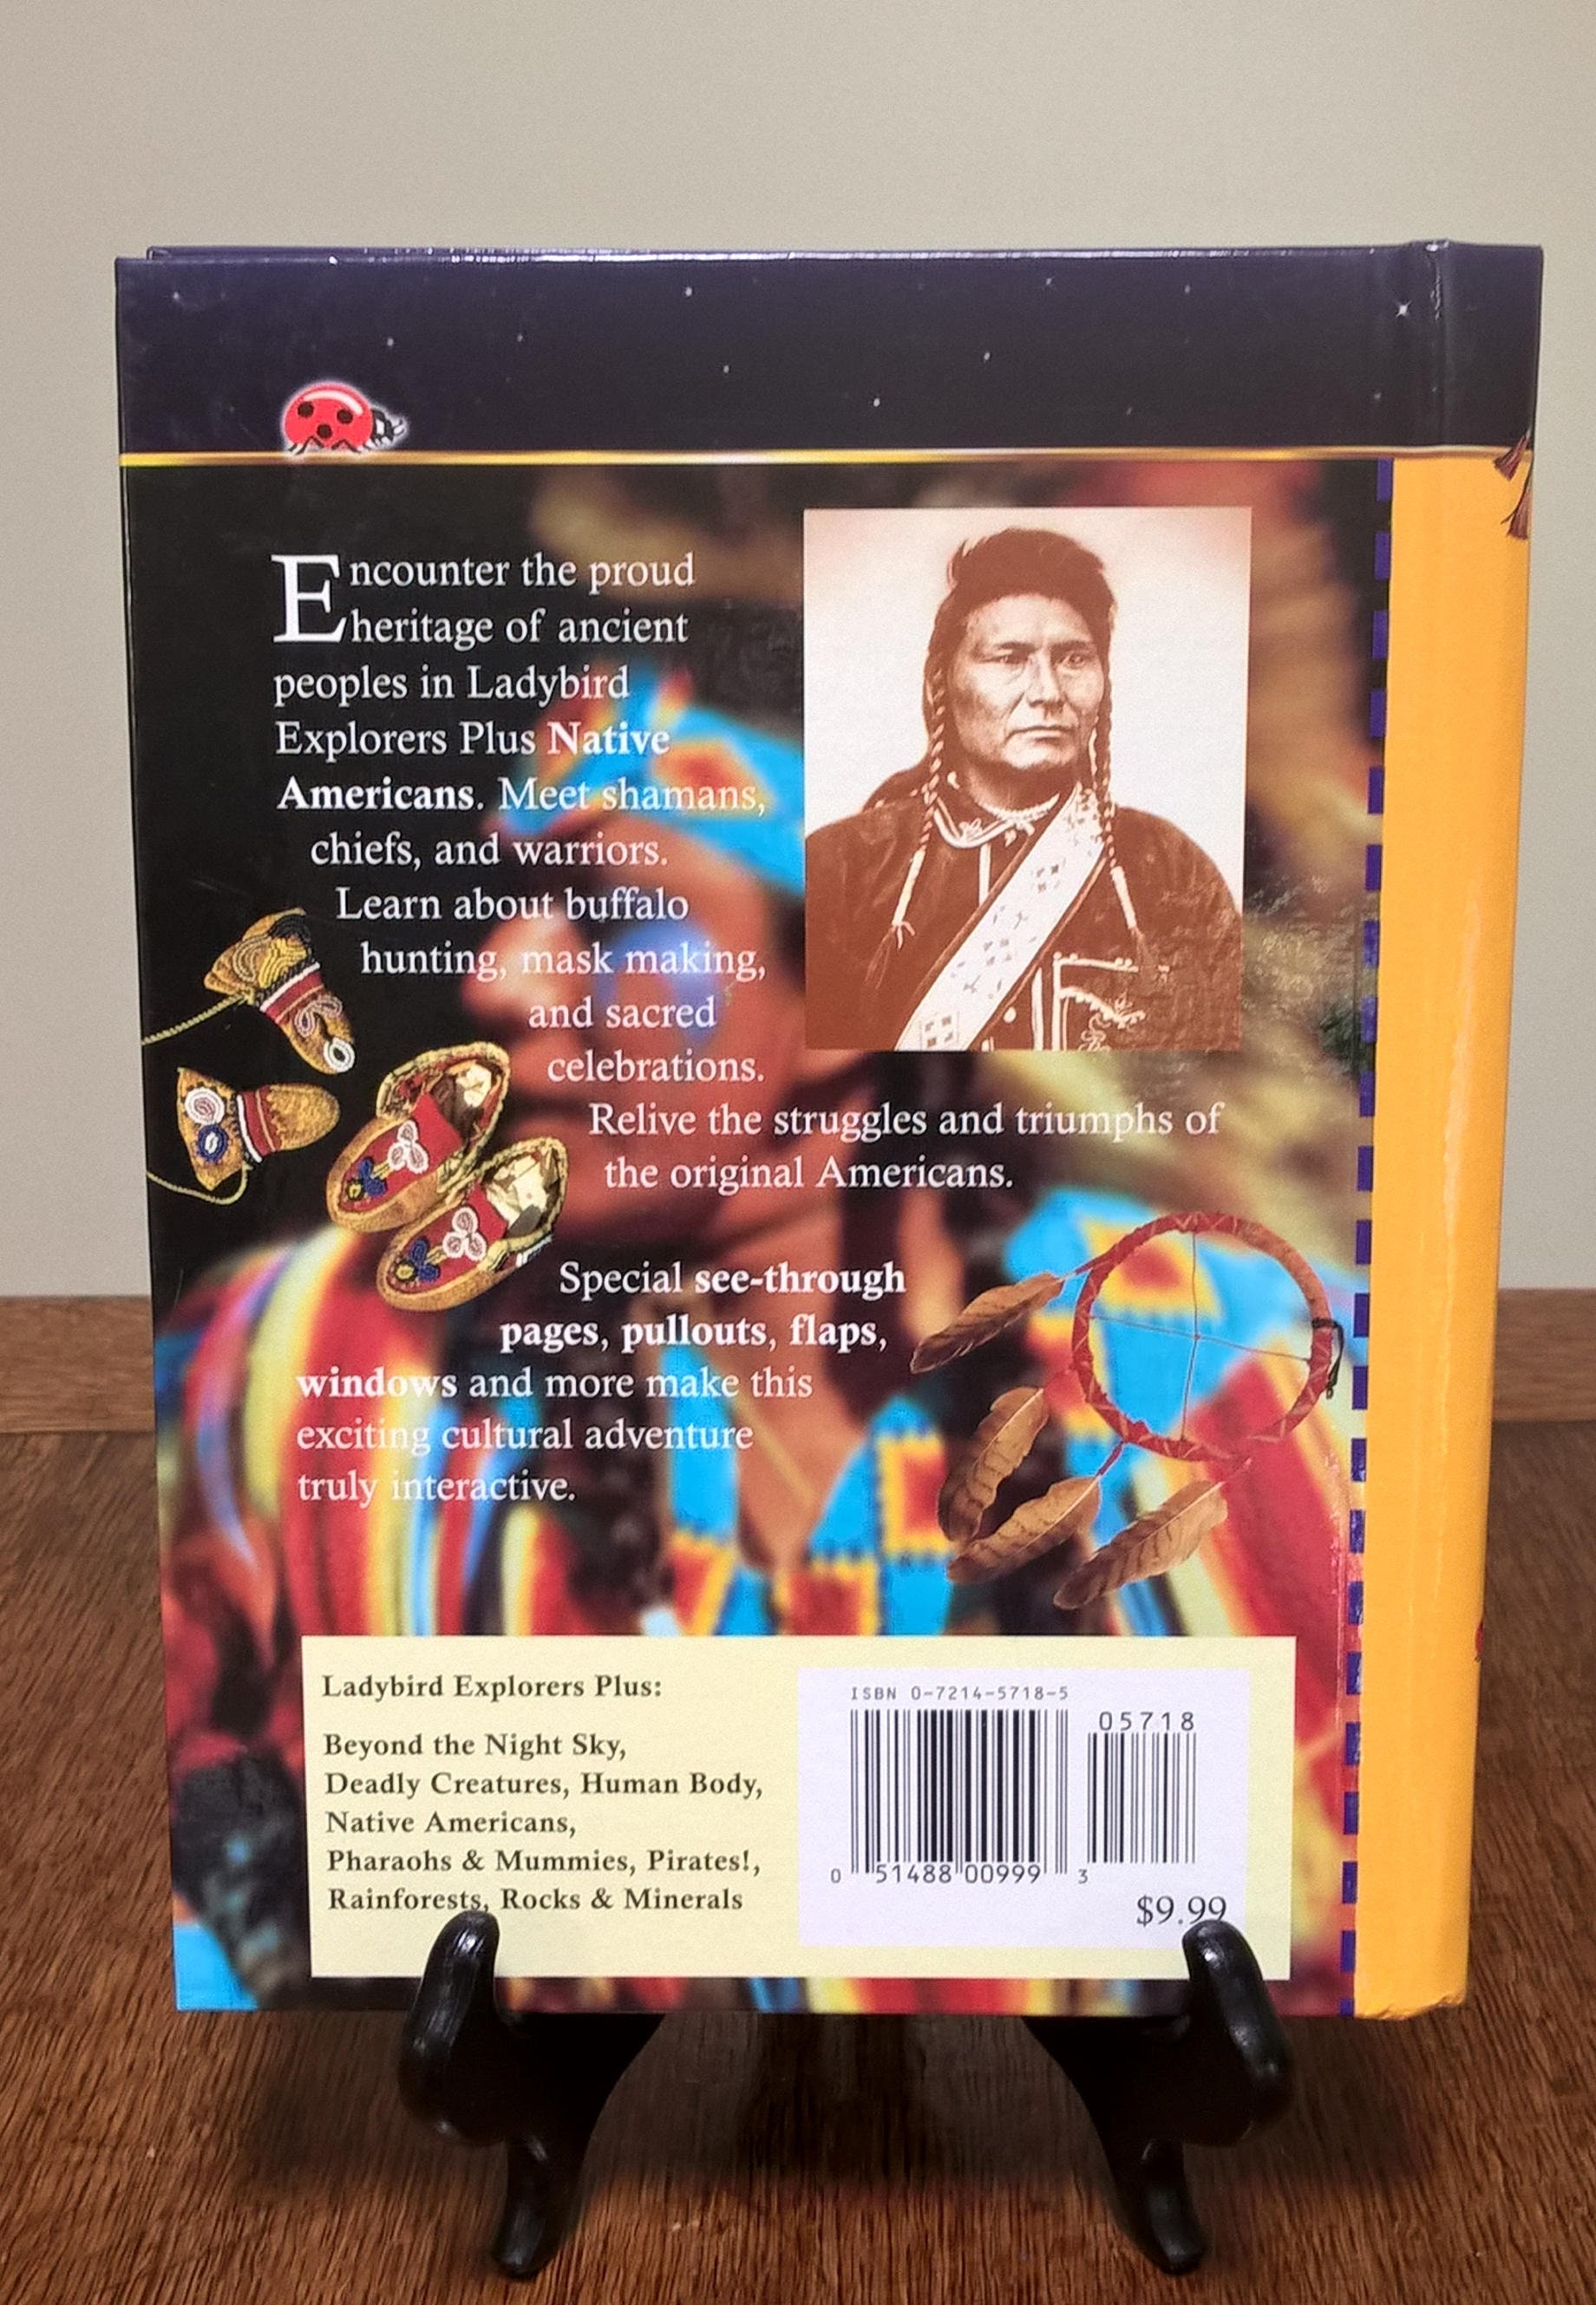 Encounter the proud
heritage of ancient
peoples in Ladybird
Explorers Plus Native
Americans. Meet shamans,
chiefs, and warriors.
Learn about buffalo
hunting, mask making,
and sacred
celebrations.
Relive the struggles and triumphs of
the original Americans.
Special see-through
pages, pullouts, flaps,
windows and more make this
exciting cultural adventure
truly interactive.
Ladybird Explorers Plus:
Beyond the Night Sky,
Deadly Creatures, Human Body,
Native Americans,
Pharaohs & Mummies, Pirates!,
Rainforests, Rocks & Minerals
ISBN 0-7214-5718-5
05718
0 51488 00999 3
$9.99